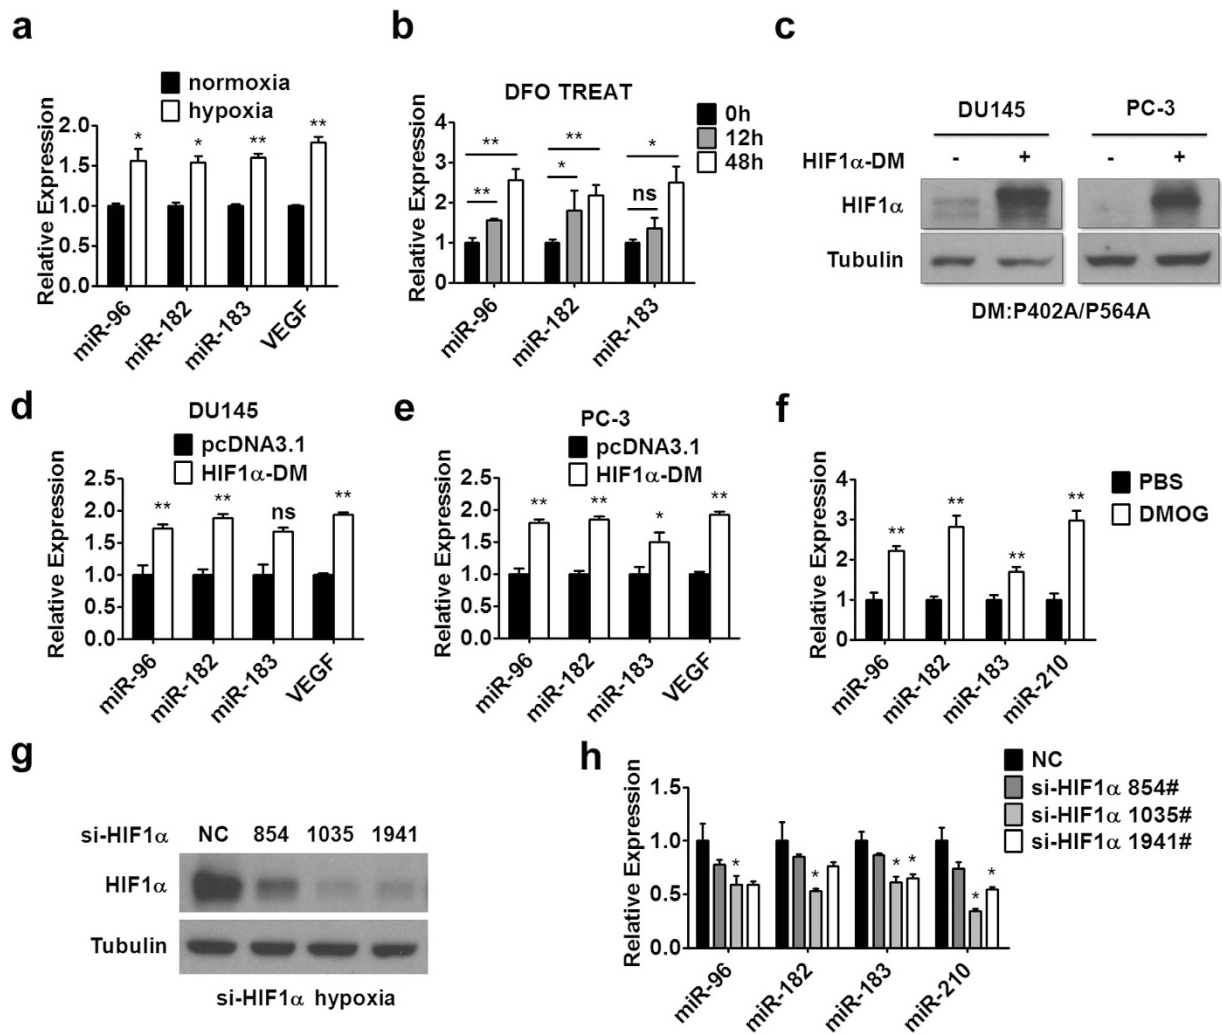 a
normoxia
hypoxia
Relative Expression
2.0
1.5
1.0
0.5
0.0
* * ** **
miR-96 miR-182 miR-183 VEGF
b
DFO TREAT
0h
12h
48h
Relative Expression
4
3
2
1
0
** ** *
** * ns
miR-96 miR-182 miR-183
c
DU145 PC-3
HIF1α-DM - + - +
HIF1α
Tubulin
DM:P402A/P564A
d
DU145
pcDNA3.1
HIF1α-DM
Relative Expression
2.5
2.0
1.5
1.0
0.5
0.0
** ** ns **
miR-96 miR-182 miR-183 VEGF
e
PC-3
pcDNA3.1
HIF1α-DM
Relative Expression
2.5
2.0
1.5
1.0
0.5
0.0
** ** * **
miR-96 miR-182 miR-183 VEGF
f
PBS
DMOG
Relative Expression
4
3
2
1
0
** ** ** **
miR-96 miR-182 miR-183 miR-210
g
si-HIF1α NC 854 1035 1941
HIF1α
Tubulin
si-HIF1α hypoxia
h
NC
si-HIF1α 854#
si-HIF1α 1035#
si-HIF1α 1941#
Relative Expression
1.5
1.0
0.5
0.0
* * * * * *
miR-96 miR-182 miR-183 miR-210